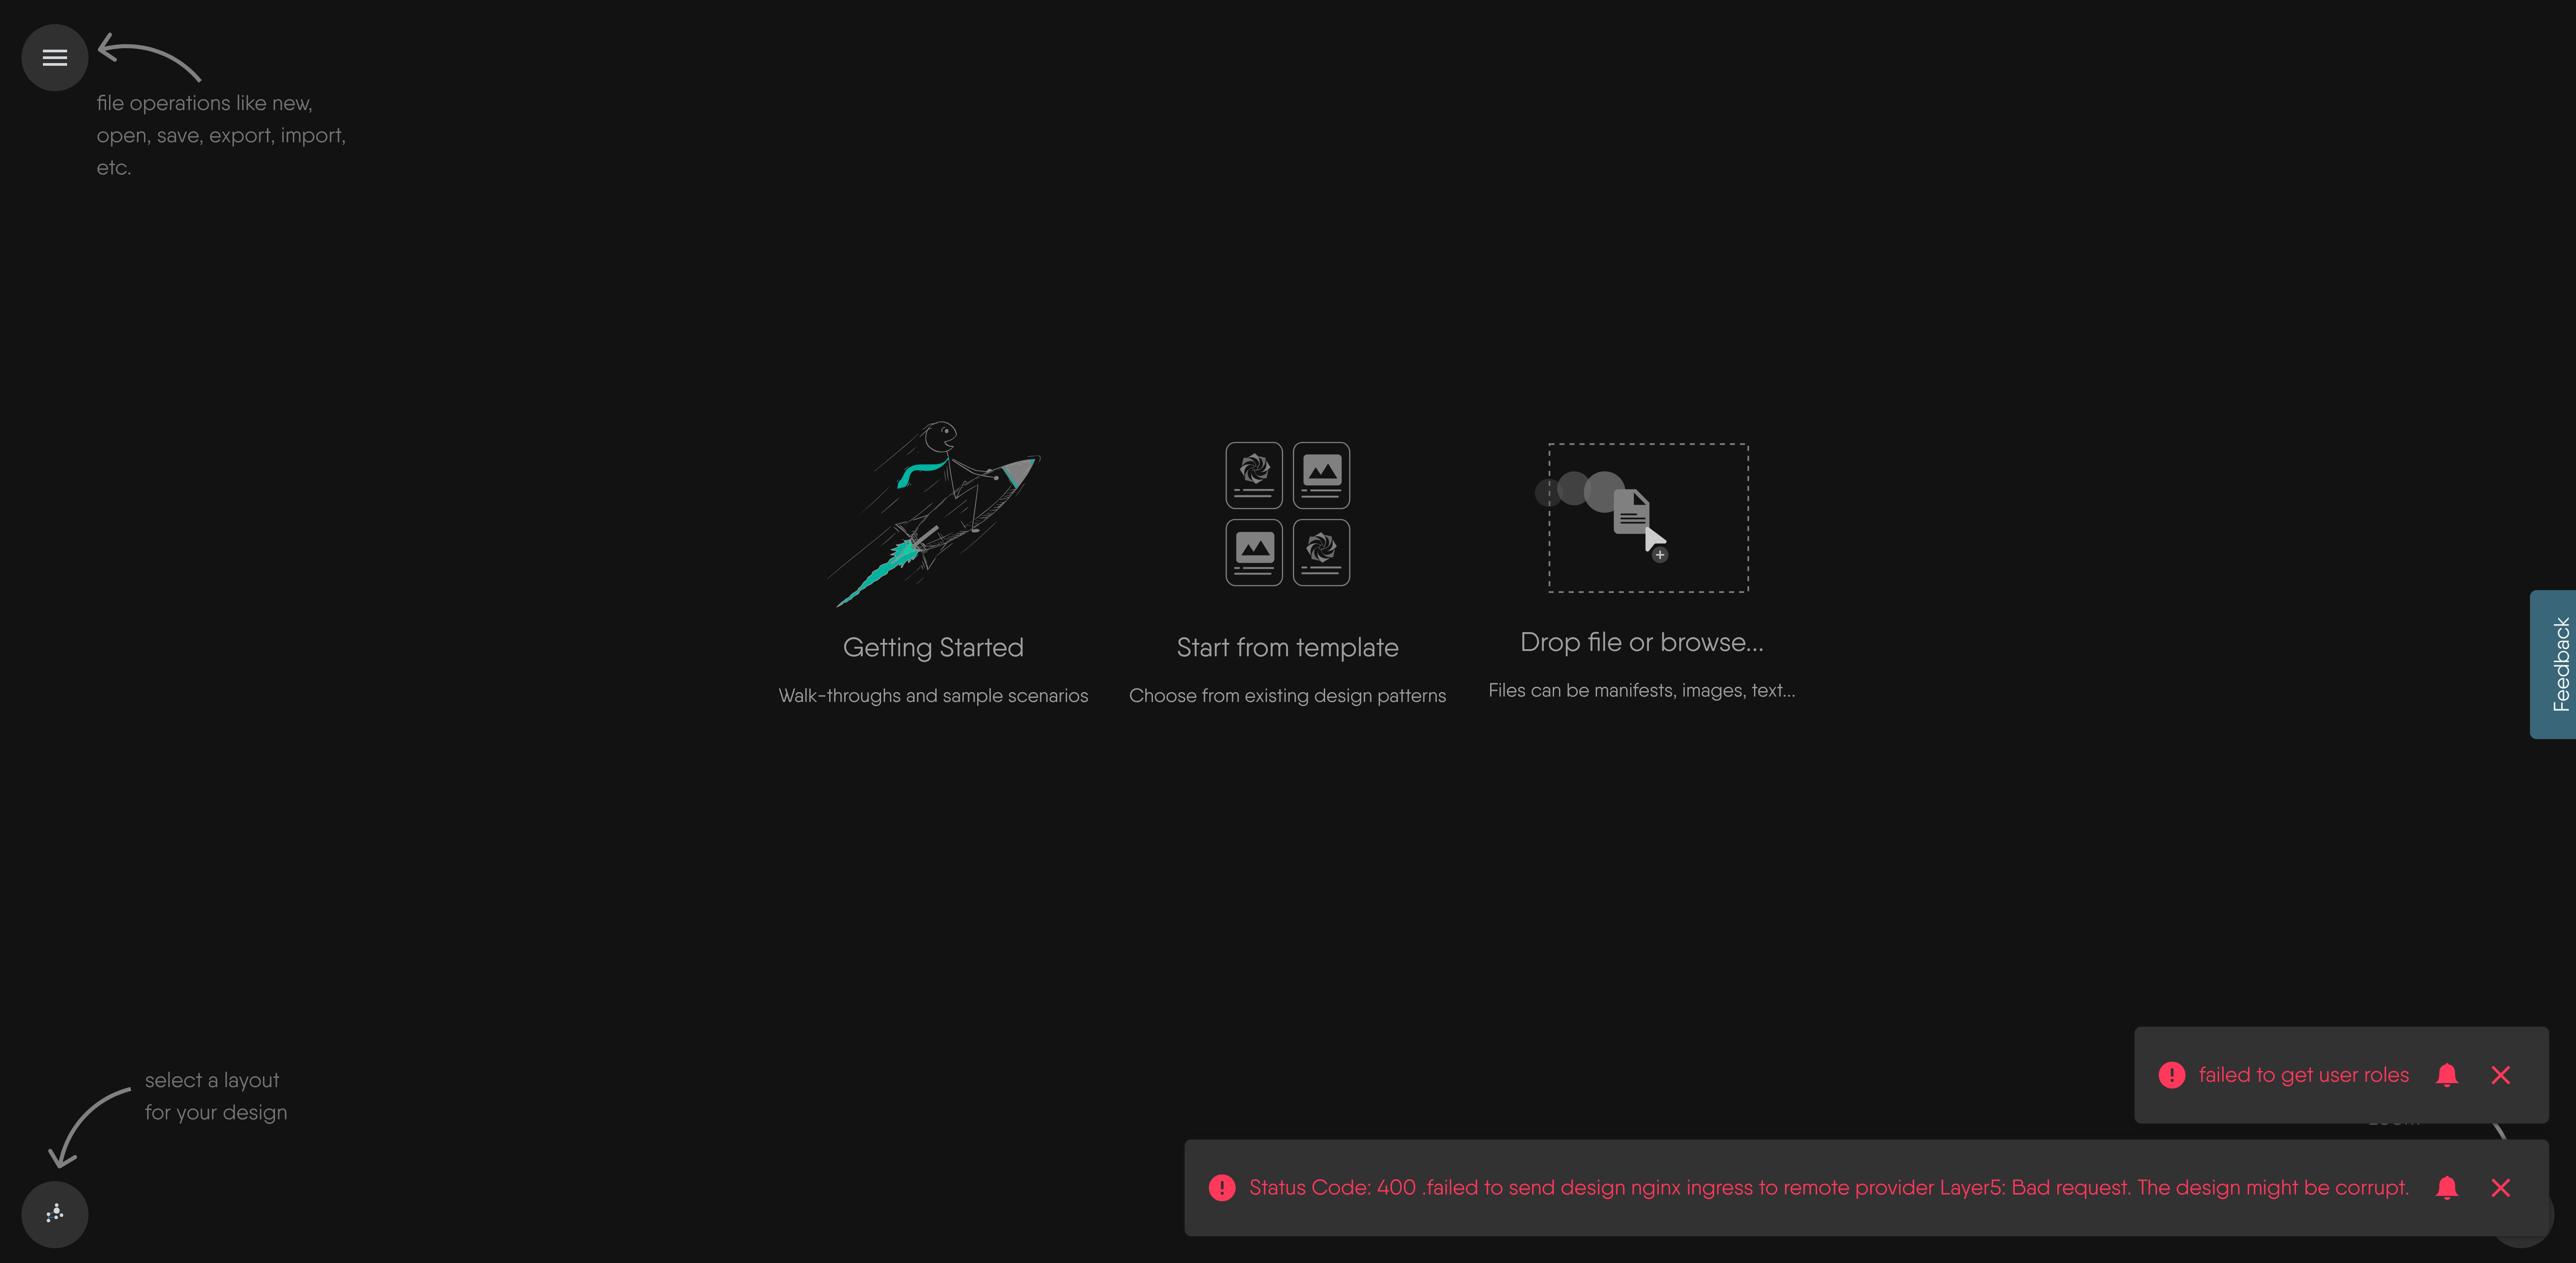 file operations like new,
open, save, export, import,
etc.
Getting Started
Walk-throughs and sample scenarios
Start from template
Choose from existing design patterns
Drop file or browse...
Files can be manifests, images, text...
Feedback
select a layout
for your design
failed to get user roles
Status Code: 400 .failed to send design nginx ingress to remote provider Layer5: Bad request. The design might be corrupt.